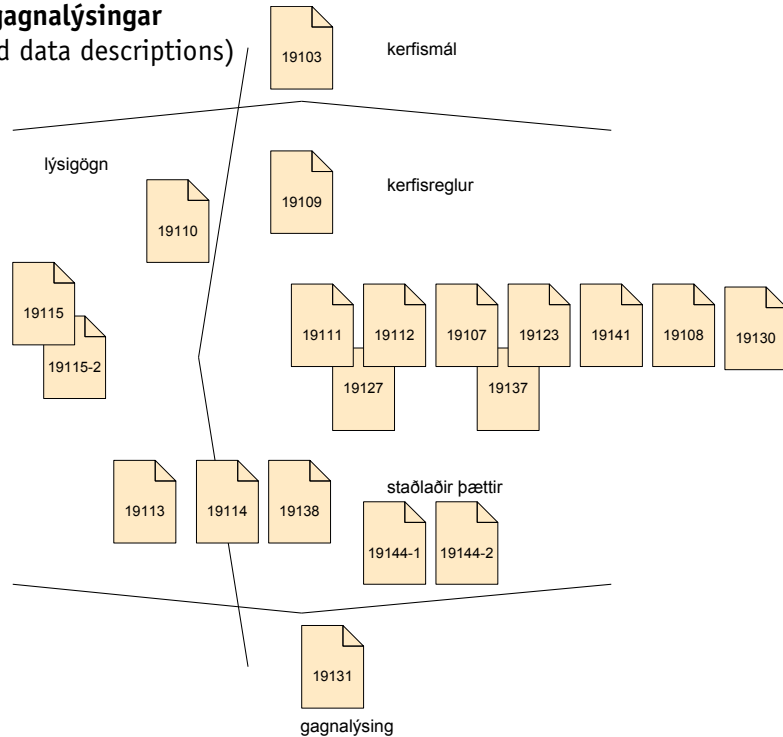 gagnalýsingar
d data descriptions)
19103
kerfismál
lýsigögn
19110
19109
kerfisreglur
19115
19115-2
19111
19112
19107
19123
19141
19108
19130
19127
19137
19113
19114
19138
staðlaðir þættir
19144-1
19144-2
19131
gagnalýsing